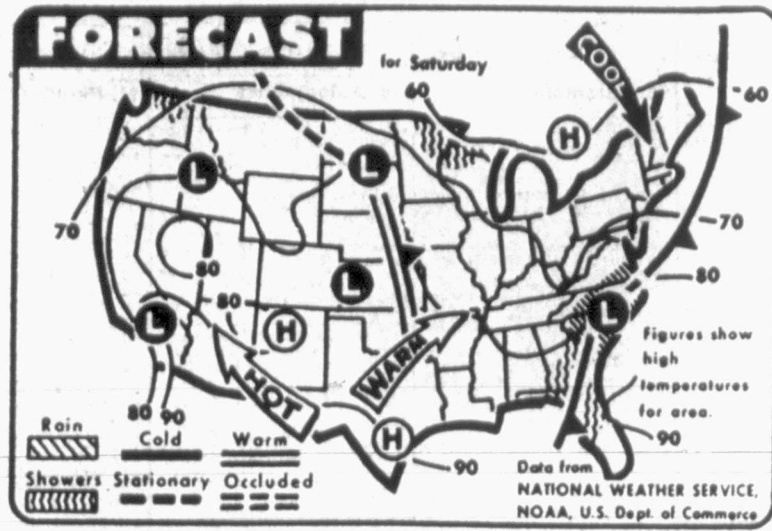 FORECAST
for Saturday
60
COOL
60
H
L
L
70
70
80
80
80
L
L
L
H
HOT
WARM
Figures show
high
temperatures
for area.
80 90
H
90
90
Rain
Cold
Warm
Showers
Stationary
Occluded
Data from
NATIONAL WEATHER SERVICE,
NOAA, U.S. Dept. of Commerce